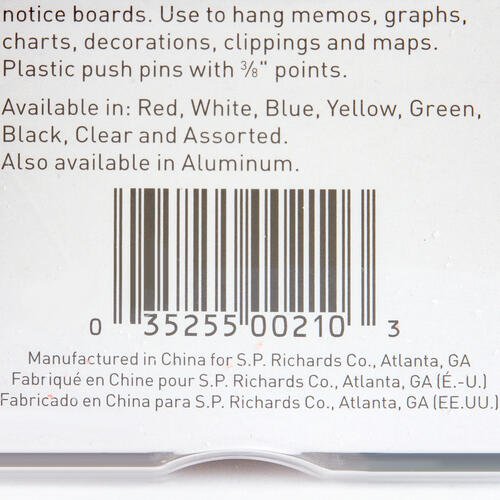 notice boards. Use to hang memos, graphs,
charts, decorations, clippings and maps.
Plastic push pins with ⅜" points.
Available in: Red, White, Blue, Yellow, Green,
Black, Clear and Assorted.
Also available in Aluminum.
0 35255 00210 3
Manufactured in China for S.P. Richards Co., Atlanta, GA
Fabriqué en Chine pour S.P. Richards Co., Atlanta, GA (É.-U.)
Fabricado en China para S.P. Richards Co., Atlanta, GA (EE.UU.)